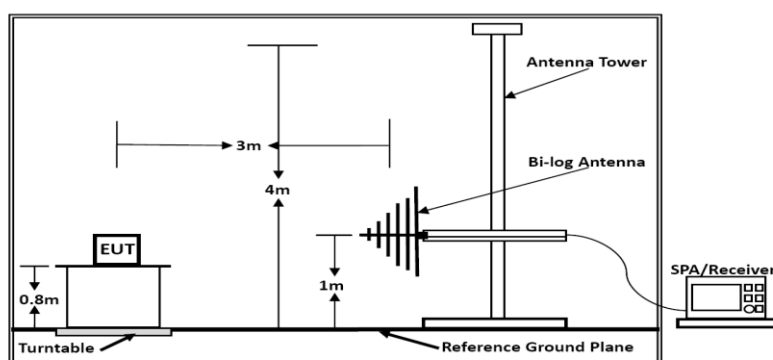 Antenna Tower
3m
Bi-log Antenna
4m
EUT
SPA/Receiver
0.8m
1m
Turntable
Reference Ground Plane